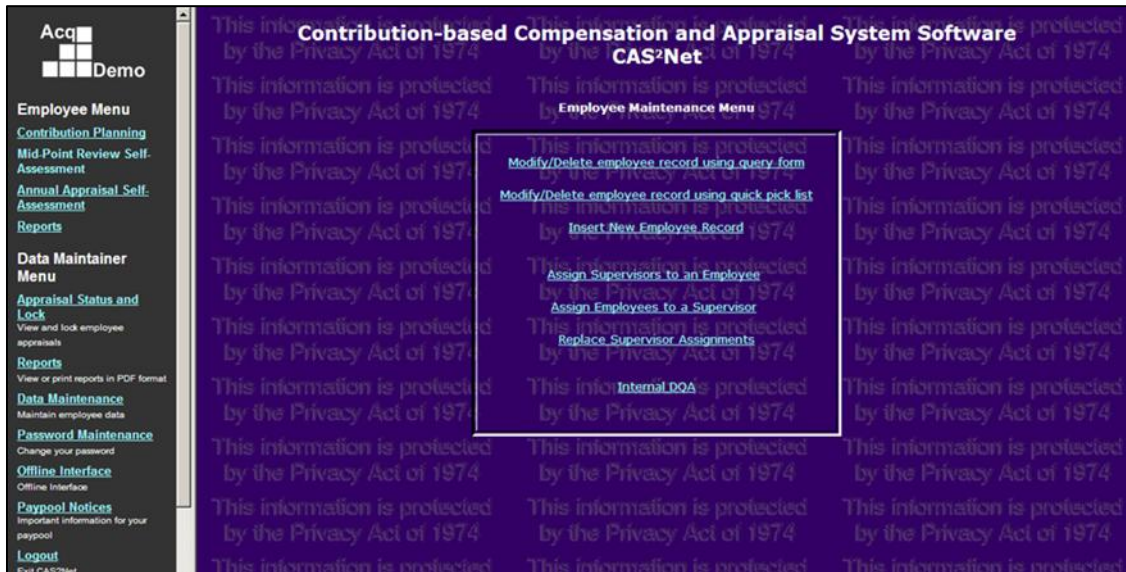 Acq
Demo
Employee Menu
Contribution Planning
Mid-Point Review Self-
Assessment
Annual Appraisal Self-
Assessment
Reports
Data Maintainer
Menu
Appraisal Status and
Lock
View and lock employee
appraisals
Reports
View or print reports in PDF format
Data Maintenance
Maintain employee data
Password Maintenance
Change your password
Offline Interface
Offline Interface
Paypool Notices
Important information for your
paypool
Logout
Exit CAS2Net
Contribution-based Compensation and Appraisal System Software
CAS²Net
Employee Maintenance Menu
Modify/Delete employee record using query form
Modify/Delete employee record using quick pick list
Insert New Employee Record
Assign Supervisors to an Employee
Assign Employees to a Supervisor
Replace Supervisor Assignments
Internal DOA
This information is protected
by the Privacy Act of 1974